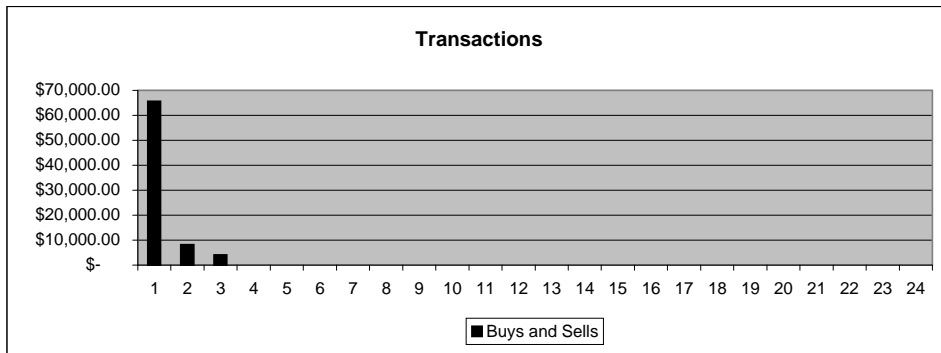 Transactions
$70,000.00
$60,000.00
$50,000.00
$40,000.00
$30,000.00
$20,000.00
$10,000.00
$-
1 2 3 4 5 6 7 8 9 10 11 12 13 14 15 16 17 18 19 20 21 22 23 24
Buys and Sells